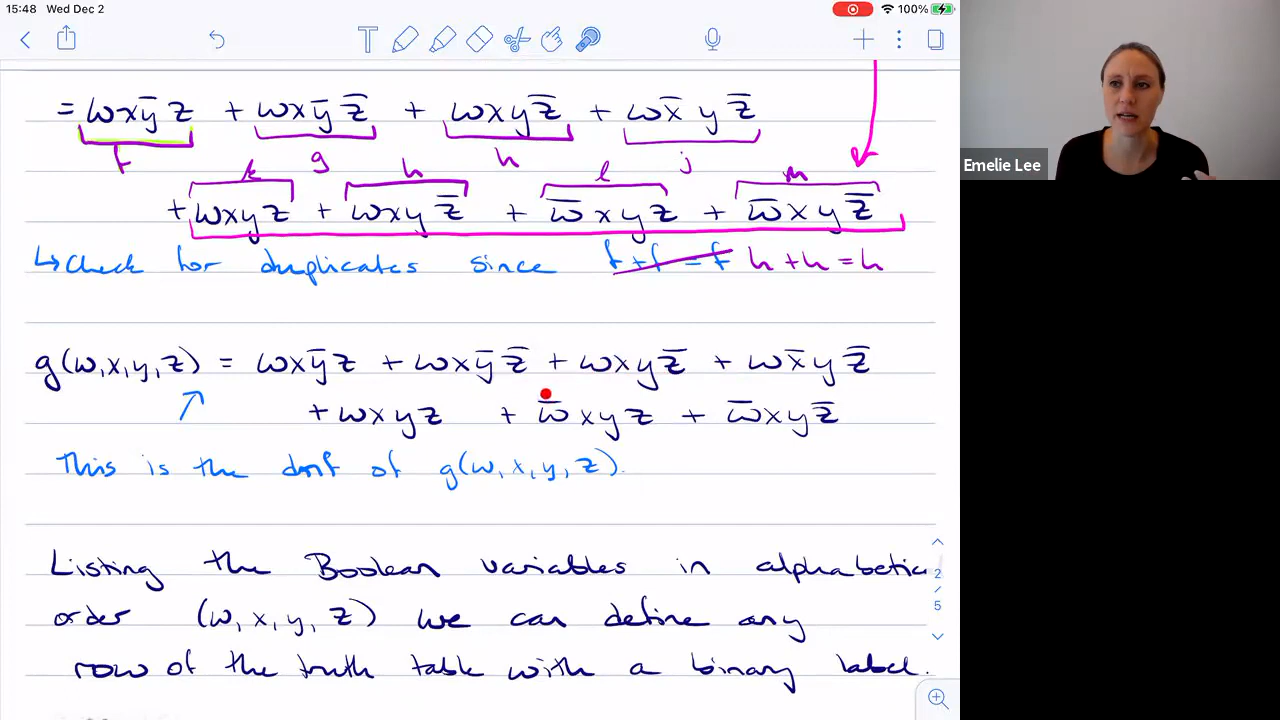 15:48 Wed Dec 2 100%
T
= wxȳz + wxȳz̄ + wxyz̄ + wx̄yz̄
f g h j
k h l m
+ wxyz + wxyz̄ + w̄xyz + w̄xyz̄
↳ Check for duplicates since f+f=f h+h=h
Emelie Lee
g(w,x,y,z) = wxȳz + wxȳz̄ + wxyz̄ + wx̄yz̄
+ wxyz + w̄xyz + w̄xyz̄
This is the dnf of g(w,x,y,z).
Listing the Boolean variables in alphabetic
2/5
order (w,x,y,z) we can define any
row of the truth table with a binary label.